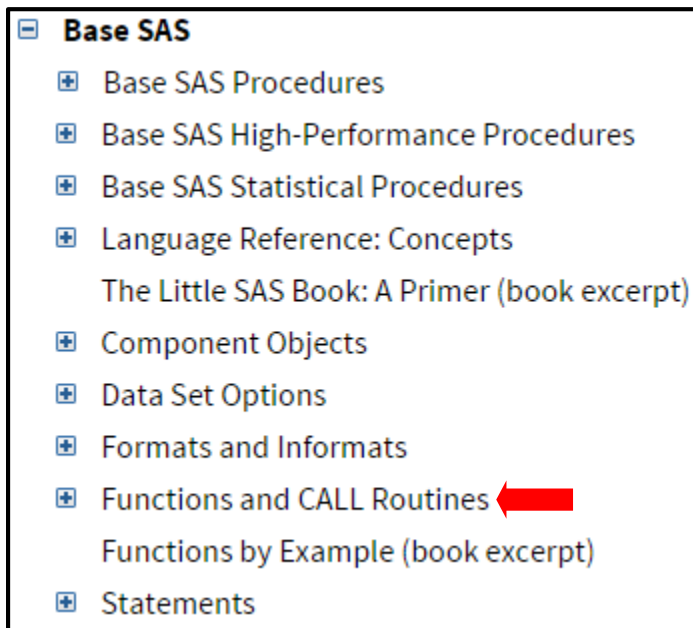 Base SAS
Base SAS Procedures
Base SAS High-Performance Procedures
Base SAS Statistical Procedures
Language Reference: Concepts
The Little SAS Book: A Primer (book excerpt)
Component Objects
Data Set Options
Formats and Informats
Functions and CALL Routines
Functions by Example (book excerpt)
Statements